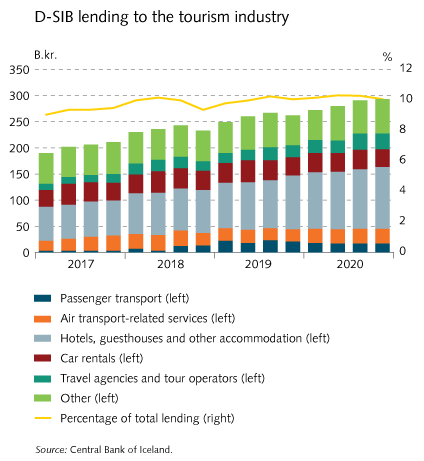 D-SIB lending to the tourism industry
B.kr. %
350 12
300 10
250 8
200
150 6
100 4
50 2
0 0
2017 2018 2019 2020
Passenger transport (left)
Air transport-related services (left)
Hotels, guesthouses and other accommodation (left)
Car rentals (left)
Travel agencies and tour operators (left)
Other (left)
Percentage of total lending (right)
Source: Central Bank of Iceland.